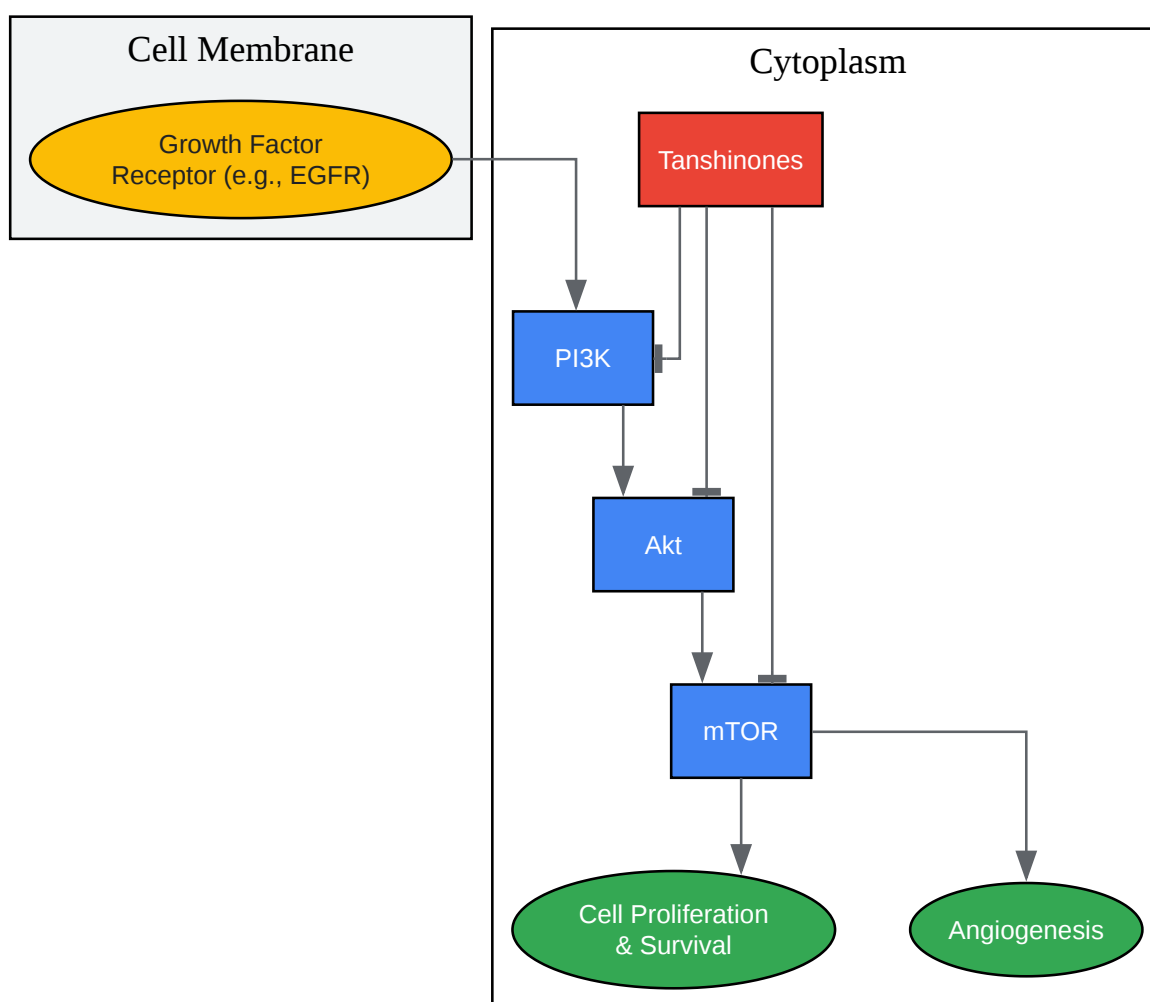 Cell Membrane
Growth Factor
Receptor (e.g., EGFR)
Cytoplasm
Tanshinones
PI3K
Akt
mTOR
Cell Proliferation
& Survival
Angiogenesis